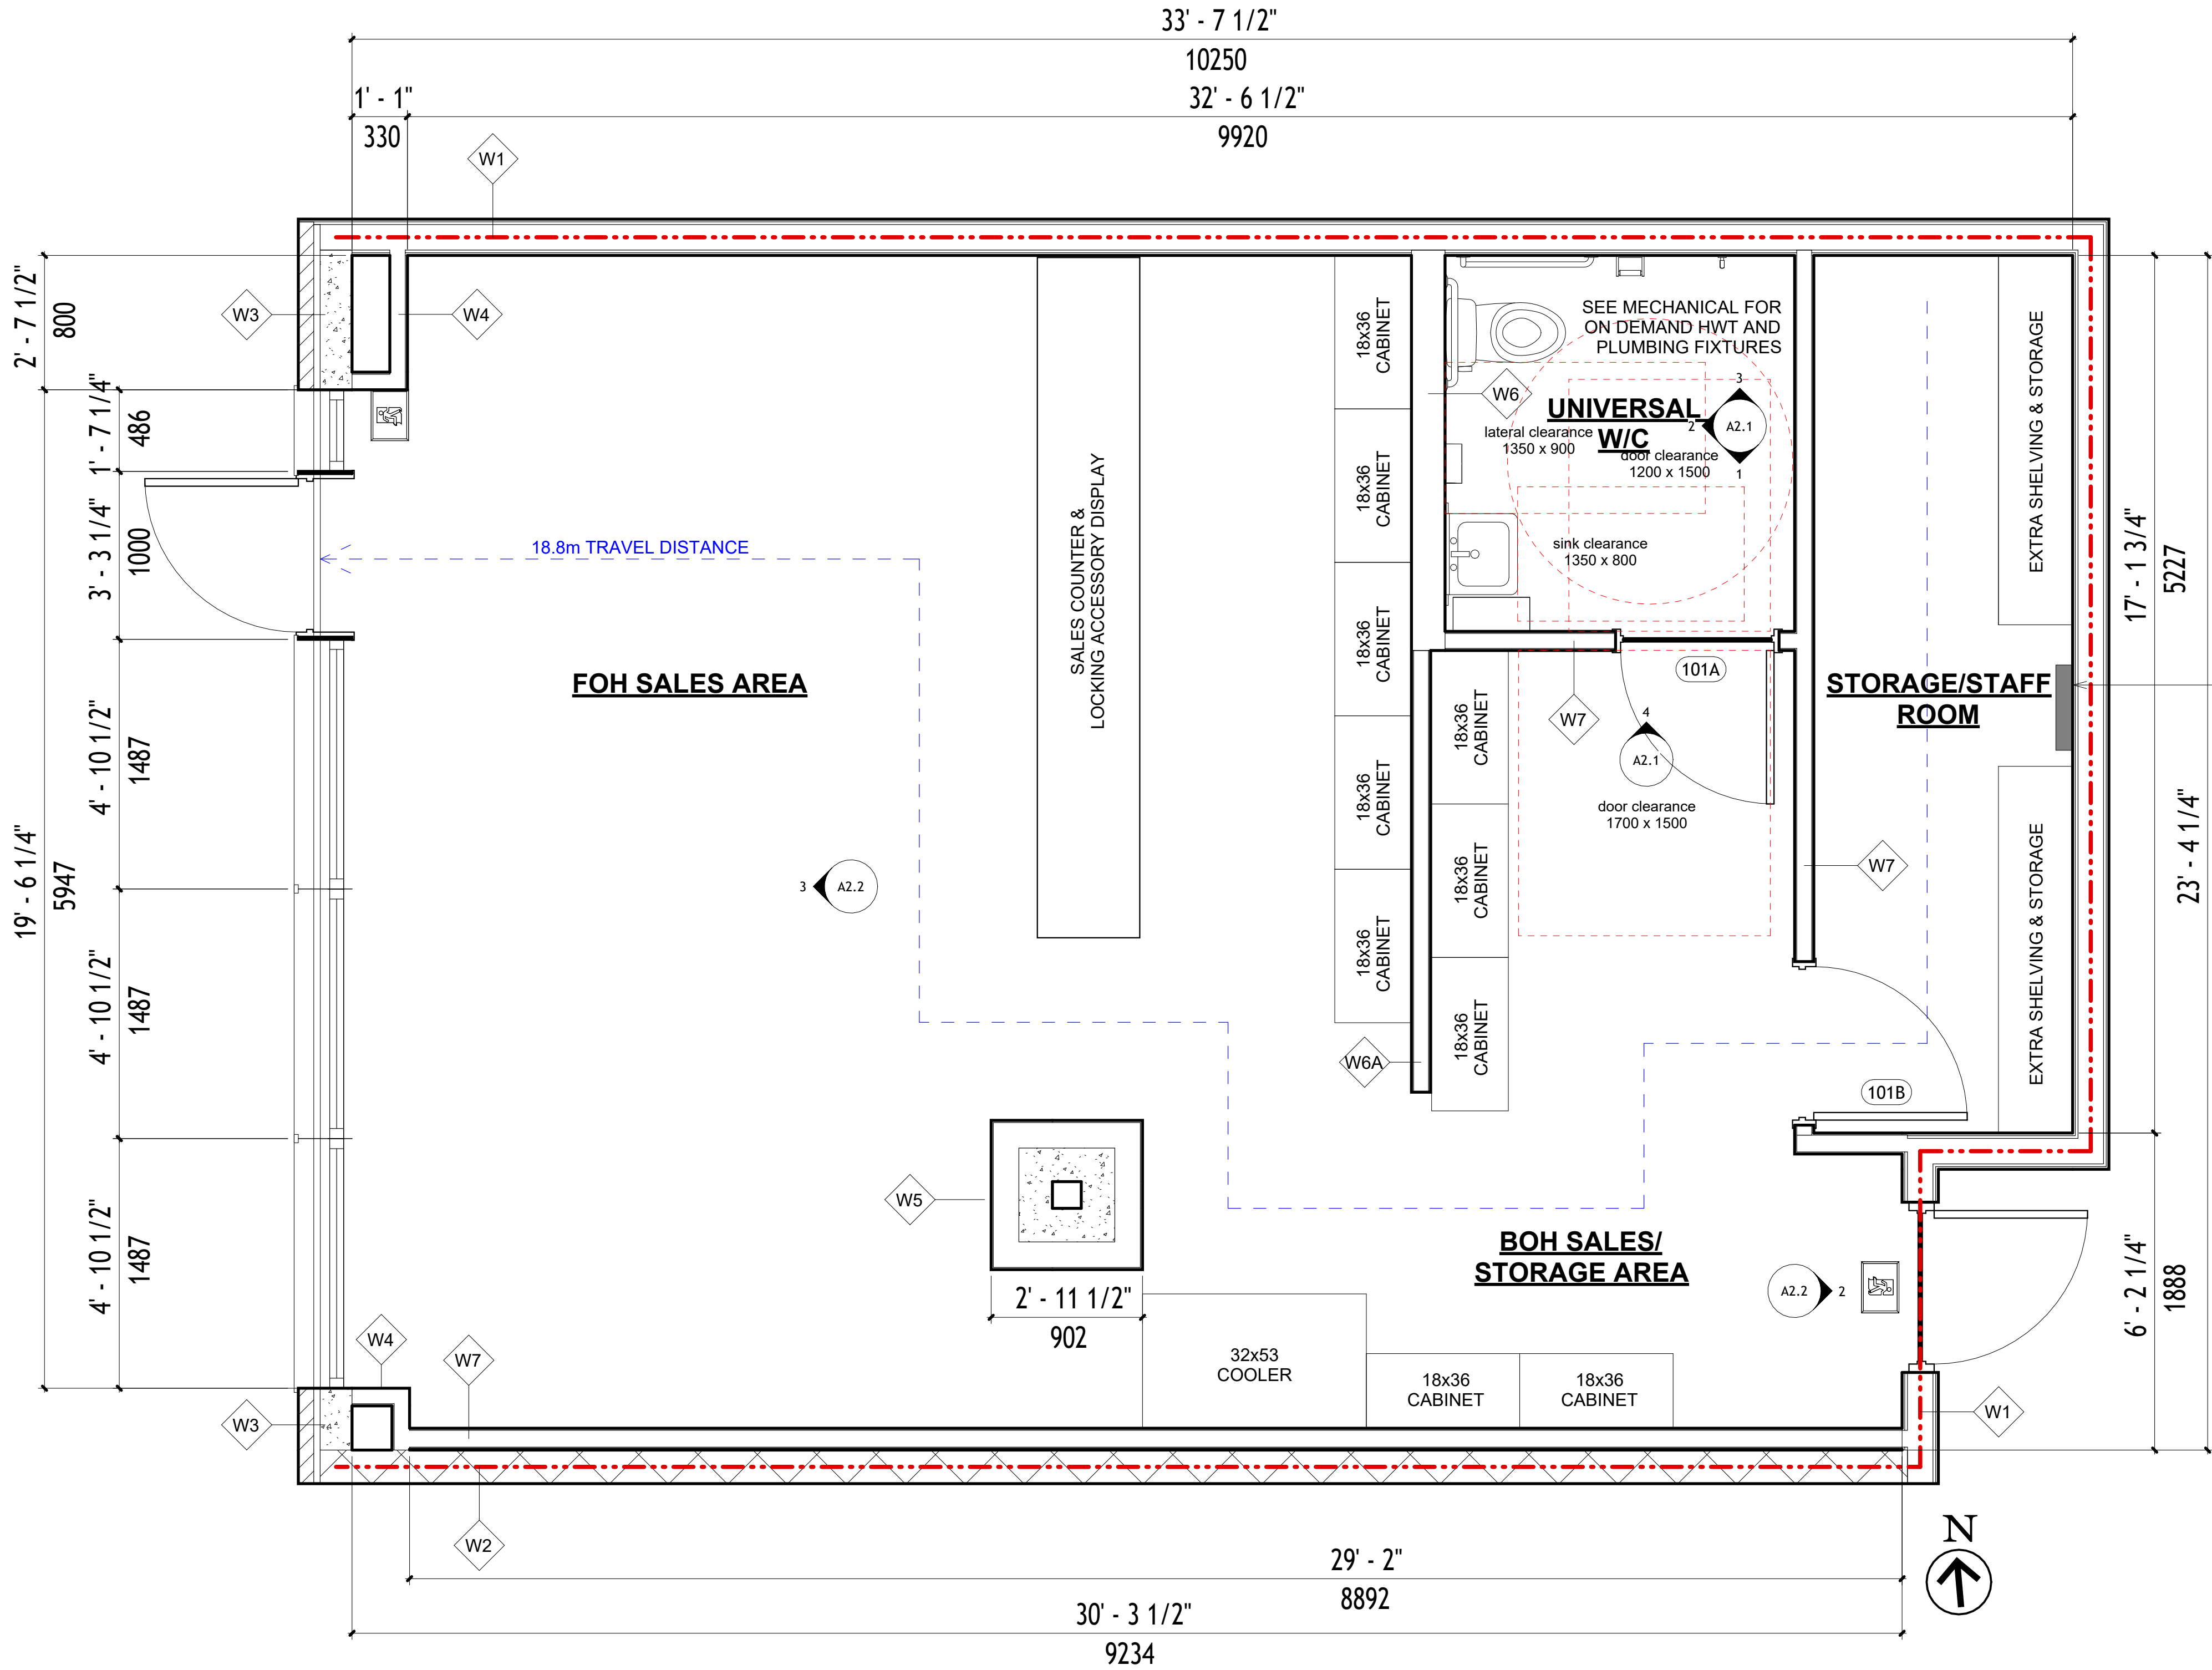 33' - 7 1/2"
10250
1' - 1"
330
32' - 6 1/2"
9920
W1
2' - 7 1/2"
800
W3
W4
1' - 7 1/4"
486
3' - 3 1/4"
1000
19' - 6 1/4"
5947
4' - 10 1/2"
1487
4' - 10 1/2"
1487
4' - 10 1/2"
1487
18.8m TRAVEL DISTANCE
FOH SALES AREA
3
A2.2
SALES COUNTER &
LOCKING ACCESSORY DISPLAY
18x36
CABINET
18x36
CABINET
18x36
CABINET
18x36
CABINET
18x36
CABINET
SEE MECHANICAL FOR
ON DEMAND HWT AND
PLUMBING FIXTURES
W6
UNIVERSAL
W/C
lateral clearance
1350 x 900
door clearance
1200 x 1500
3
2
A2.1
1
sink clearance
1350 x 800
101A
W7
4
A2.1
door clearance
1700 x 1500
18x36
CABINET
18x36
CABINET
18x36
CABINET
W6A
EXTRA SHELVING & STORAGE
STORAGE/STAFF
ROOM
W7
EXTRA SHELVING & STORAGE
101B
17' - 1 3/4"
5227
23' - 4 1/4"
6' - 2 1/4"
1888
W5
2' - 11 1/2"
902
BOH SALES/
STORAGE AREA
A2.2
2
32x53
COOLER
18x36
CABINET
18x36
CABINET
W4
W7
W3
W1
W2
N
29' - 2"
8892
30' - 3 1/2"
9234